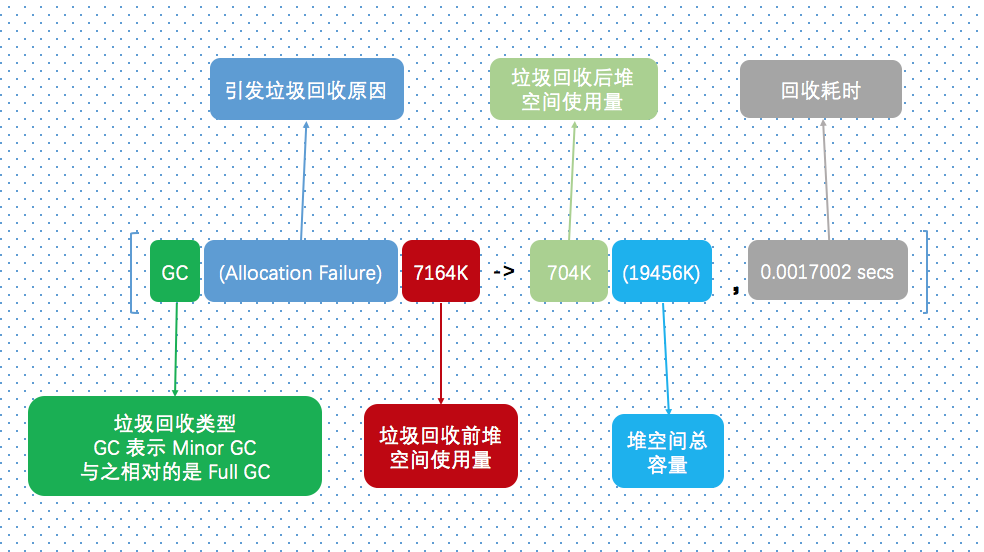 引发垃圾回收原因
垃圾回收后堆
空间使用量
回收耗时
[ GC (Allocation Failure) 7164K -> 704K (19456K) , 0.0017002 secs ]
垃圾回收类型
GC 表示 Minor GC
与之相对的是 Full GC
垃圾回收前堆
空间使用量
堆空间总
容量